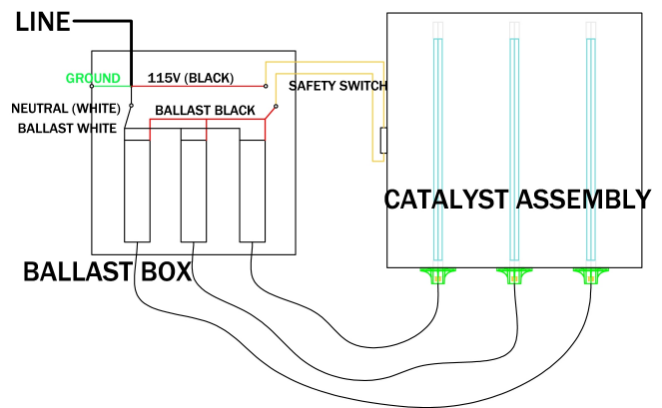 LINE
GROUND
115V (BLACK)
SAFETY SWITCH
NEUTRAL (WHITE)
BALLAST BLACK
BALLAST WHITE
CATALYST ASSEMBLY
BALLAST BOX